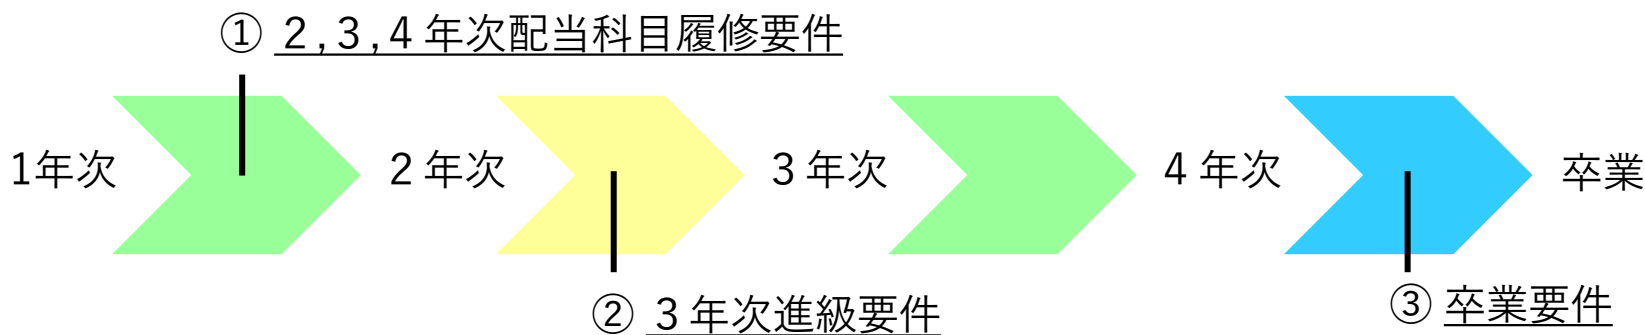 ① 2,3,4年次配当科目履修要件
1年次 2年次 3年次 4年次 卒業
② 3年次進級要件
③ 卒業要件